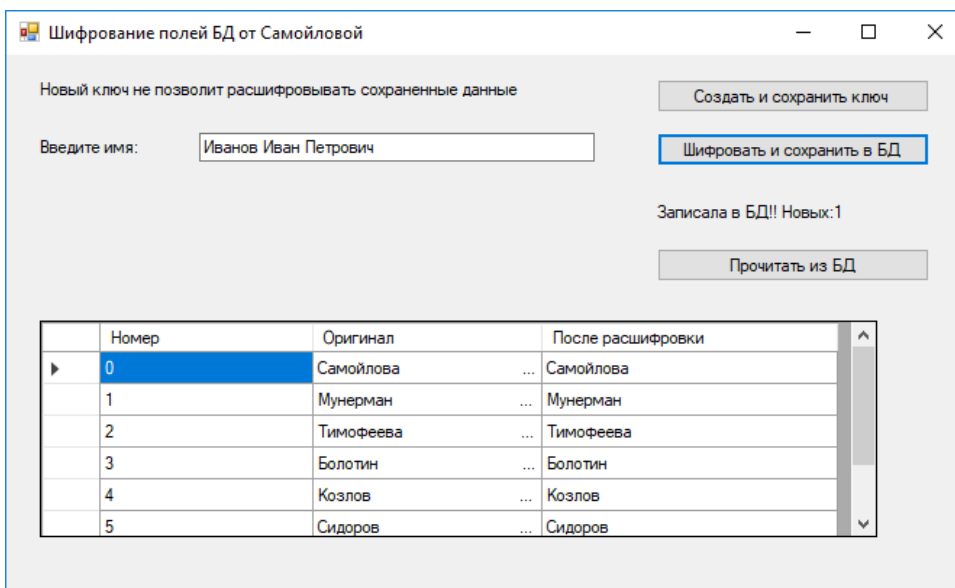 Шифрование полей БД от Самойловой
Новый ключ не позволит расшифровывать сохраненные данные
Создать и сохранить ключ
Введите имя:
Иванов Иван Петрович
Шифровать и сохранить в БД
Записала в БД!! Новых:1
Прочитать из БД
Номер Оригинал После расшифровки
0 Самойлова ... Самойлова
1 Мунерман ... Мунерман
2 Тимофеева ... Тимофеева
3 Болотин ... Болотин
4 Козлов ... Козлов
5 Сидоров ... Сидоров